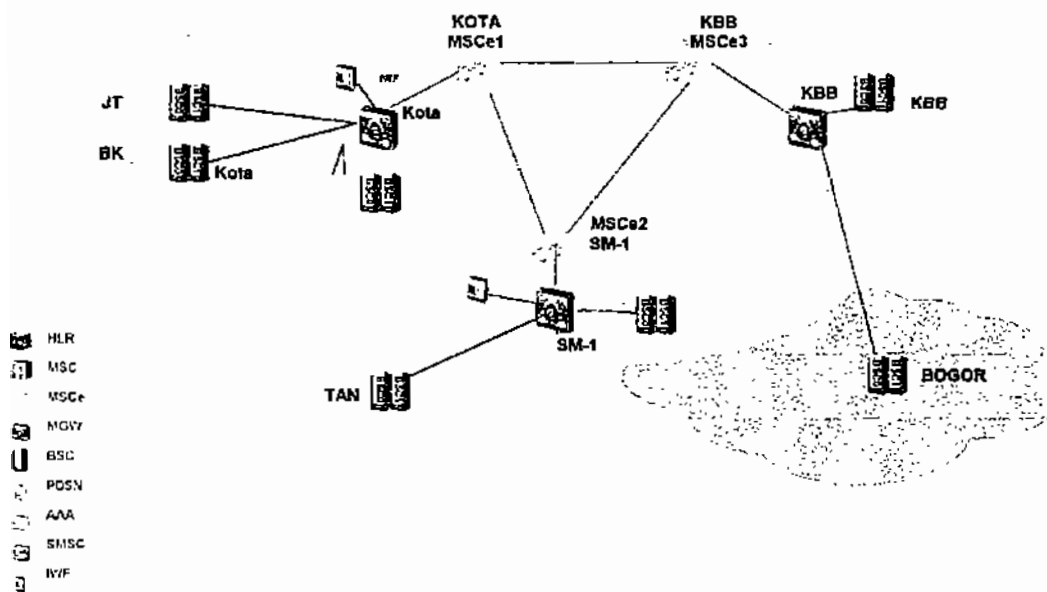 KOTA
MSCe1
KBB
MSCe3
IWF
JT
Kota
KBB
KBB
BK
Kota
MSCe2
SM-1
SM-1
TAN
BOGOR
HLR
MSC
MSCe
MGW
BSC
PDSN
AAA
SMSC
IWF